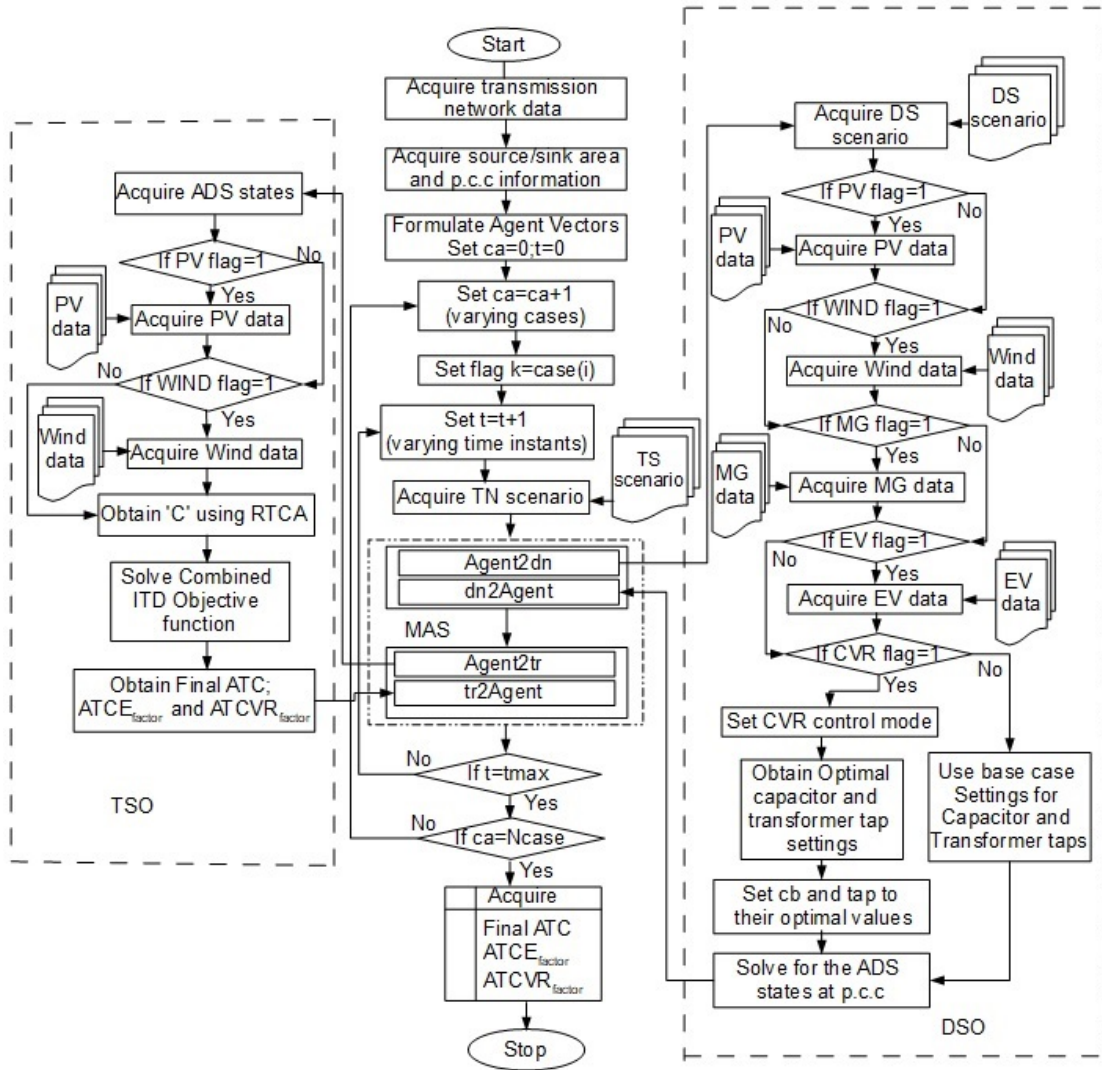 Start
Acquire transmission
network data
Acquire source/sink area
and p.c.c information
Formulate Agent Vectors
Set ca=0;t=0
Set ca=ca+1
(varying cases)
Set flag k=case(i)
Set t=t+1
(varying time instants)
TS
scenario
Acquire TN scenario
Agent2dn
dn2Agent
MAS
Agent2tr
tr2Agent
If t=tmax
No
Yes
If ca=Ncase
No
Yes
Acquire
Final ATC
ATCEfactor
ATCVRfactor
Stop
Acquire ADS states
If PV flag=1
No
Yes
PV
data
Acquire PV data
If WIND flag=1
No
Yes
Wind
data
Acquire Wind data
Obtain 'C' using RTCA
Solve Combined
ITD Objective
function
Obtain Final ATC;
ATCEfactor and ATCVRfactor
TSO
DS
scenario
Acquire DS
scenario
If PV flag=1
No
Yes
PV
data
Acquire PV data
If WIND flag=1
No
Yes
Wind
data
Acquire Wind data
If MG flag=1
No
Yes
MG
data
Acquire MG data
If EV flag=1
No
Yes
EV
data
Acquire EV data
If CVR flag=1
No
Yes
Set CVR control mode
Obtain Optimal
capacitor and
transformer tap
settings
Use base case
Settings for
Capacitor and
Transformer taps
Set cb and tap to
their optimal values
Solve for the ADS
states at p.c.c
DSO